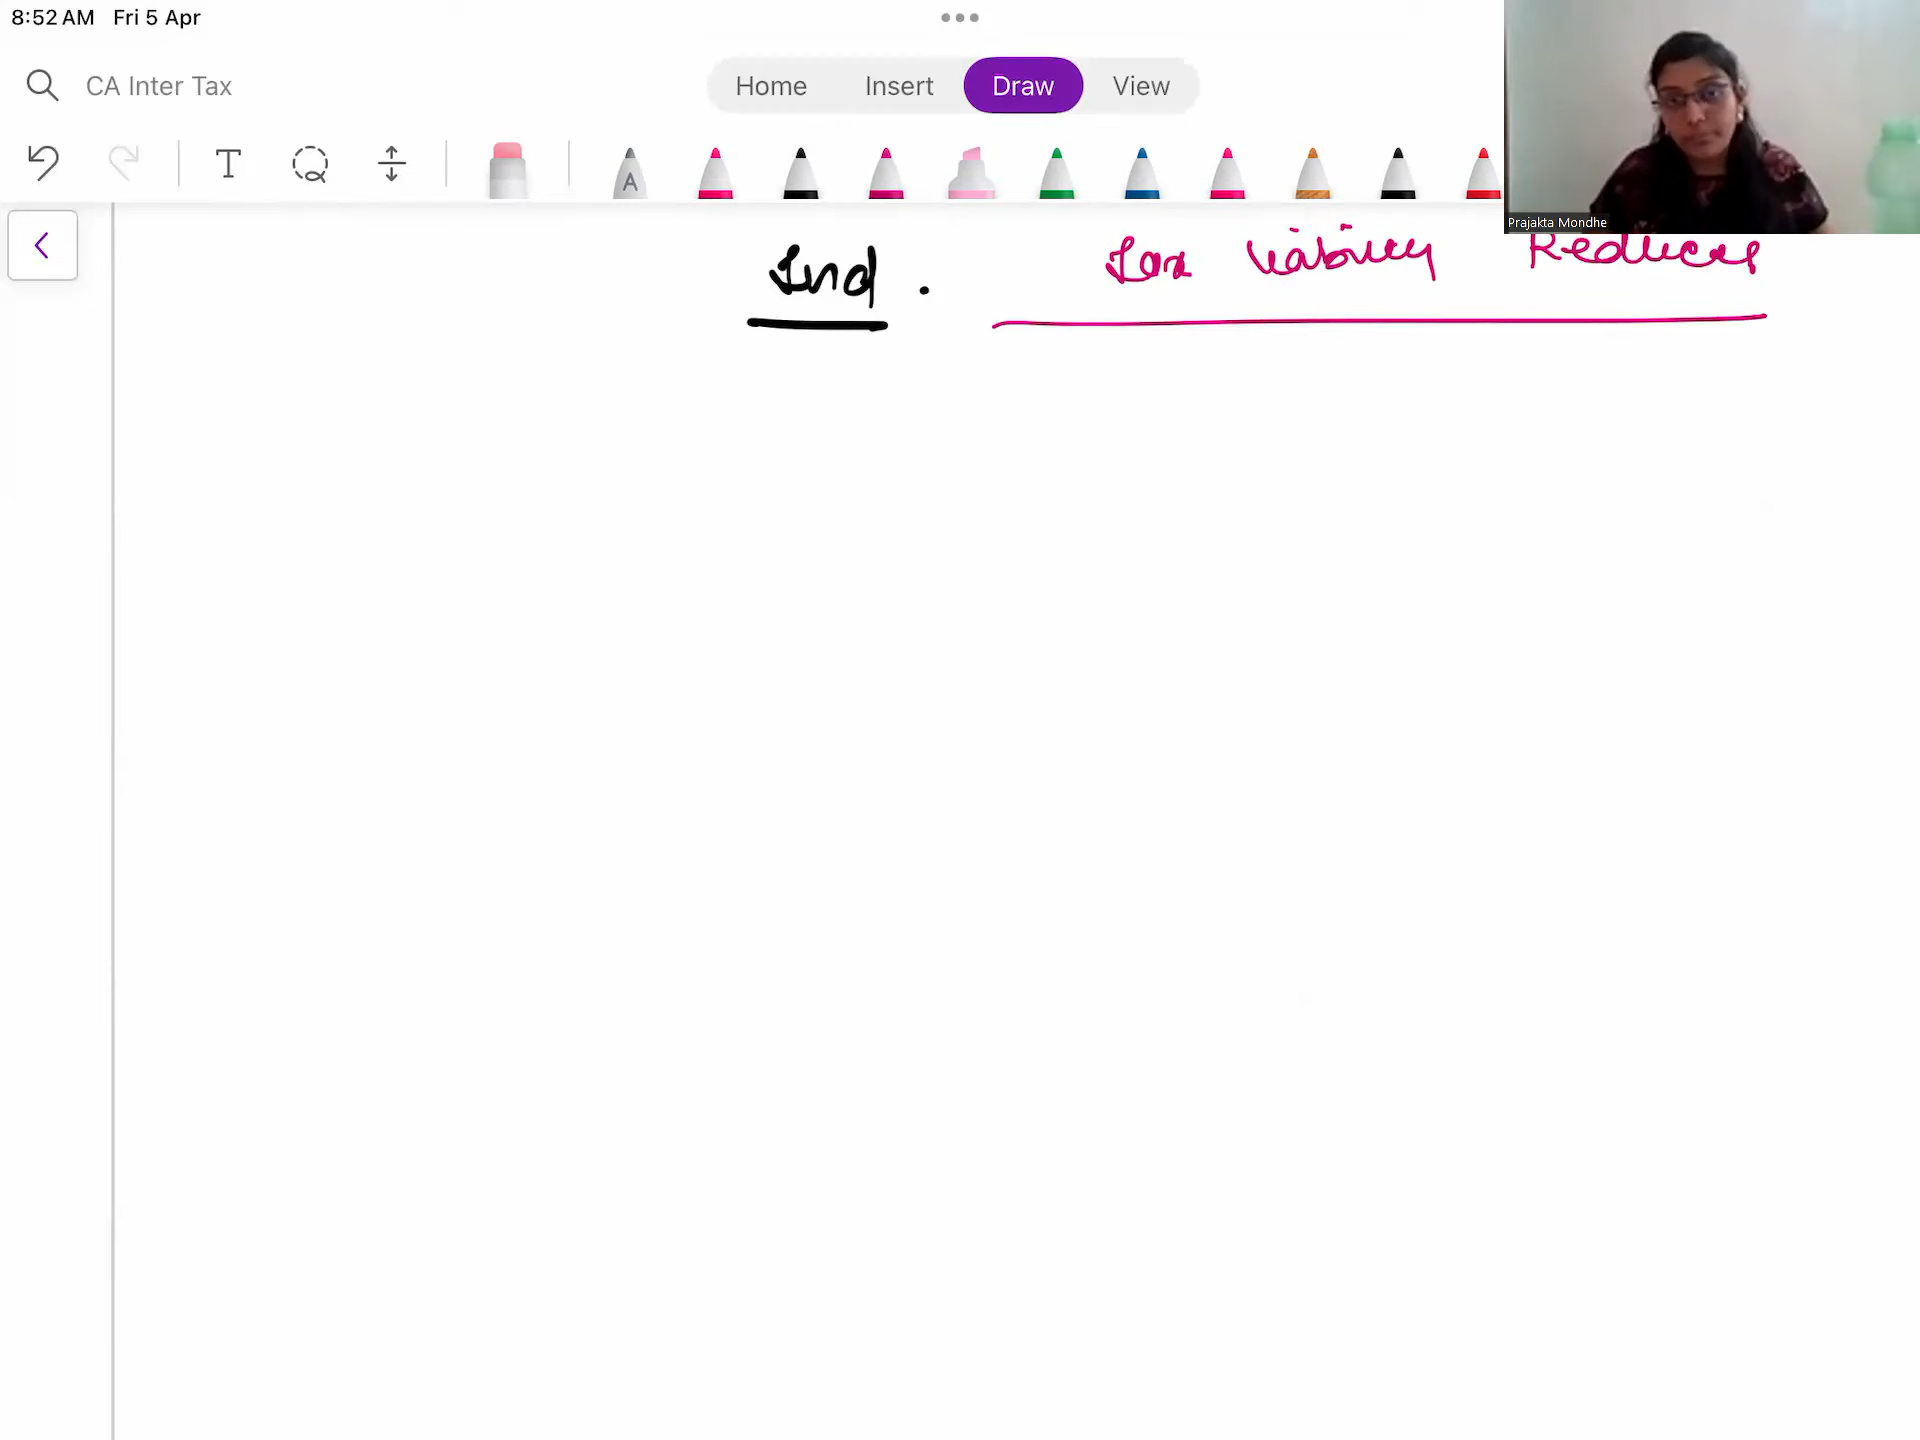 8:52 AM Fri 5 Apr
CA Inter Tax
Home Insert Draw View
T
A
Prajakta Mondhe
Ind . Tax liability Reduces